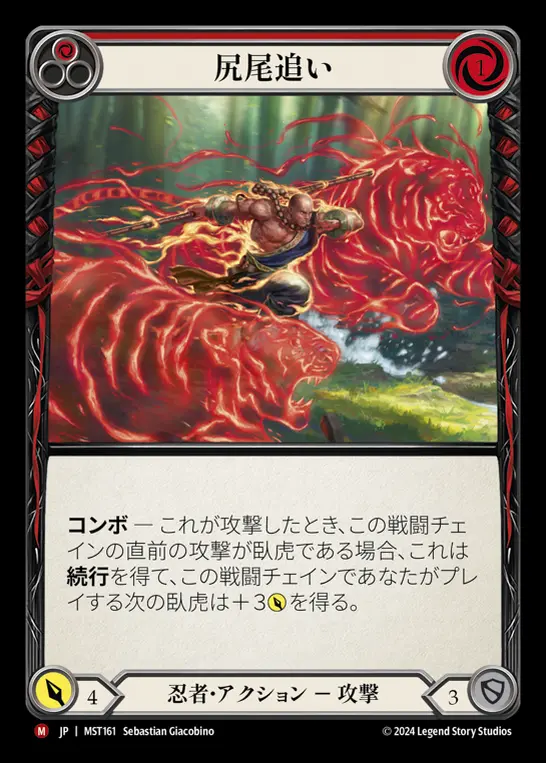 尻尾追い
1
コンボ ― これが攻撃したとき、この戦闘チェ
インの直前の攻撃が臥虎である場合、これは
続行を得て、この戦闘チェインであなたがプレ
イする次の臥虎は＋3を得る。
4
忍者・アクション − 攻撃
3
M JP | MST161 Sebastian Giacobino
© 2024 Legend Story Studios